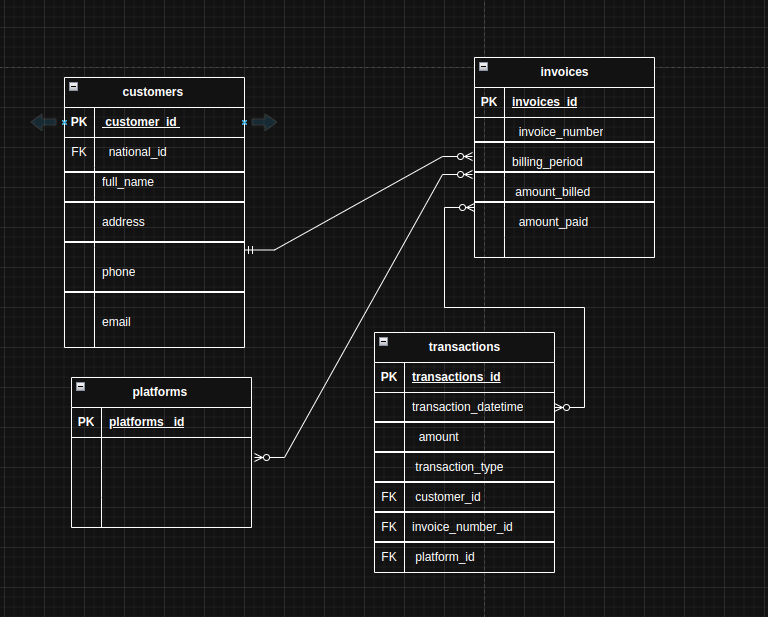 customers
PK customer_id
FK national_id
full_name
address
phone
email
invoices
PK invoices_id
invoice_number
billing_period
amount_billed
amount_paid
platforms
PK platforms_id
transactions
PK transactions_id
transaction_datetime
amount
transaction_type
FK customer_id
FK invoice_number_id
FK platform_id